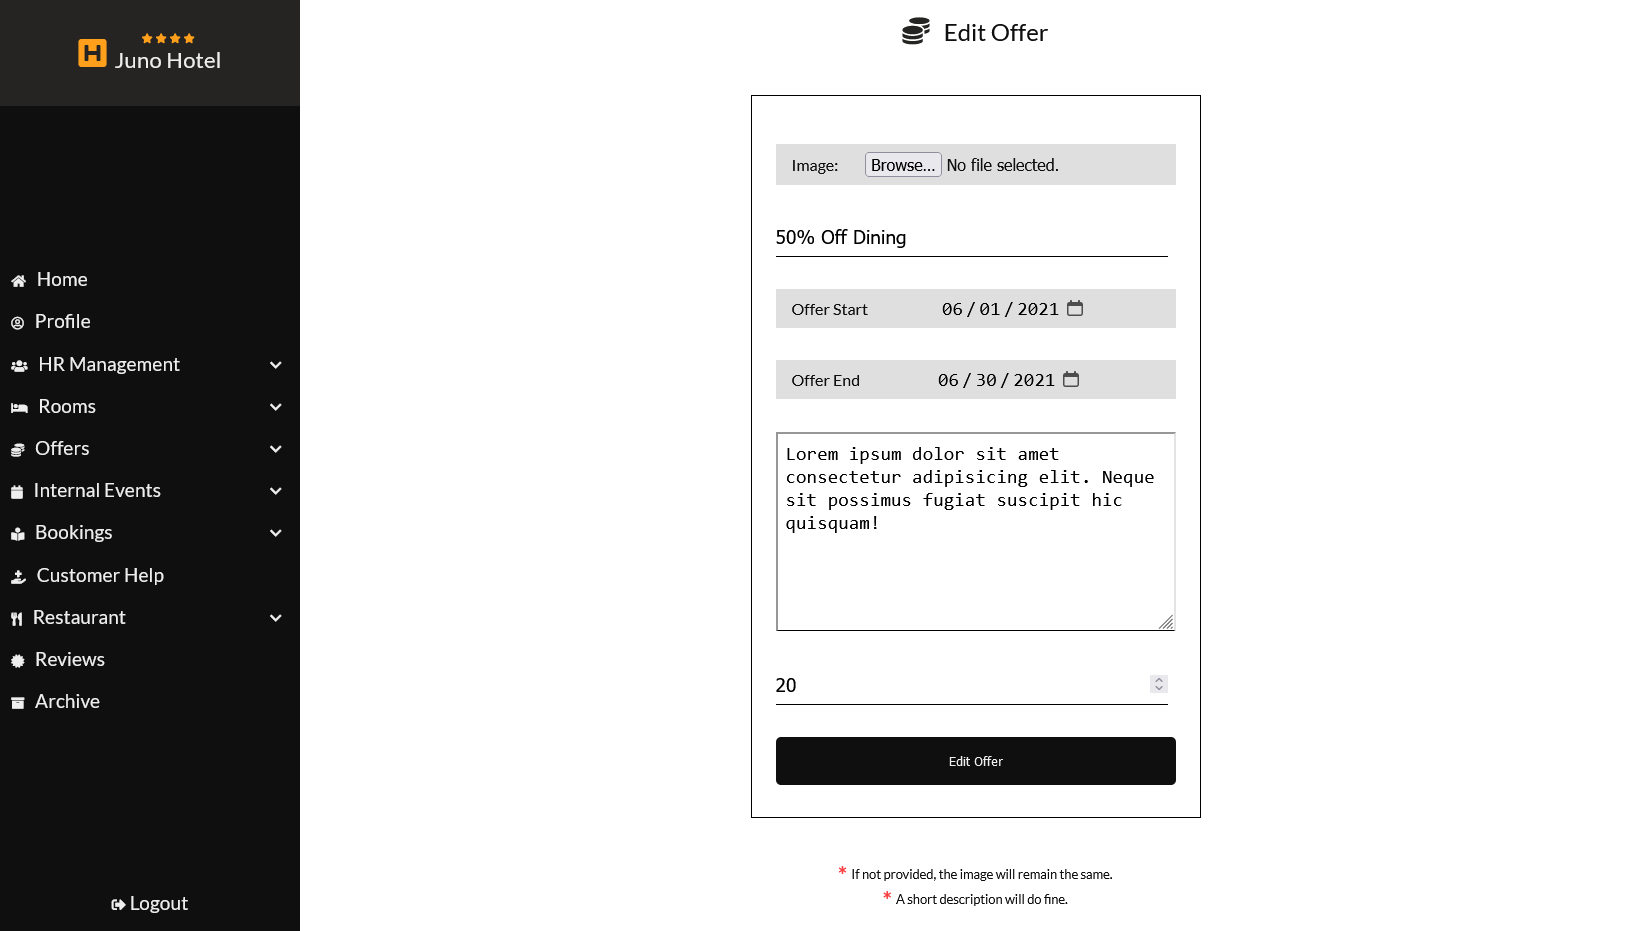 Juno Hotel
Home
Profile
HR Management
Rooms
Offers
Internal Events
Bookings
Customer Help
Restaurant
Reviews
Archive
Logout
Edit Offer
Image: Browse... No file selected.
50% Off Dining
Offer Start 06/01/2021
Offer End 06/30/2021
Lorem ipsum dolor sit amet
consectetur adipisicing elit. Neque
sit possimus fugiat suscipit hic
quisquam!
20
Edit Offer
* If not provided, the image will remain the same.
* A short description will do fine.